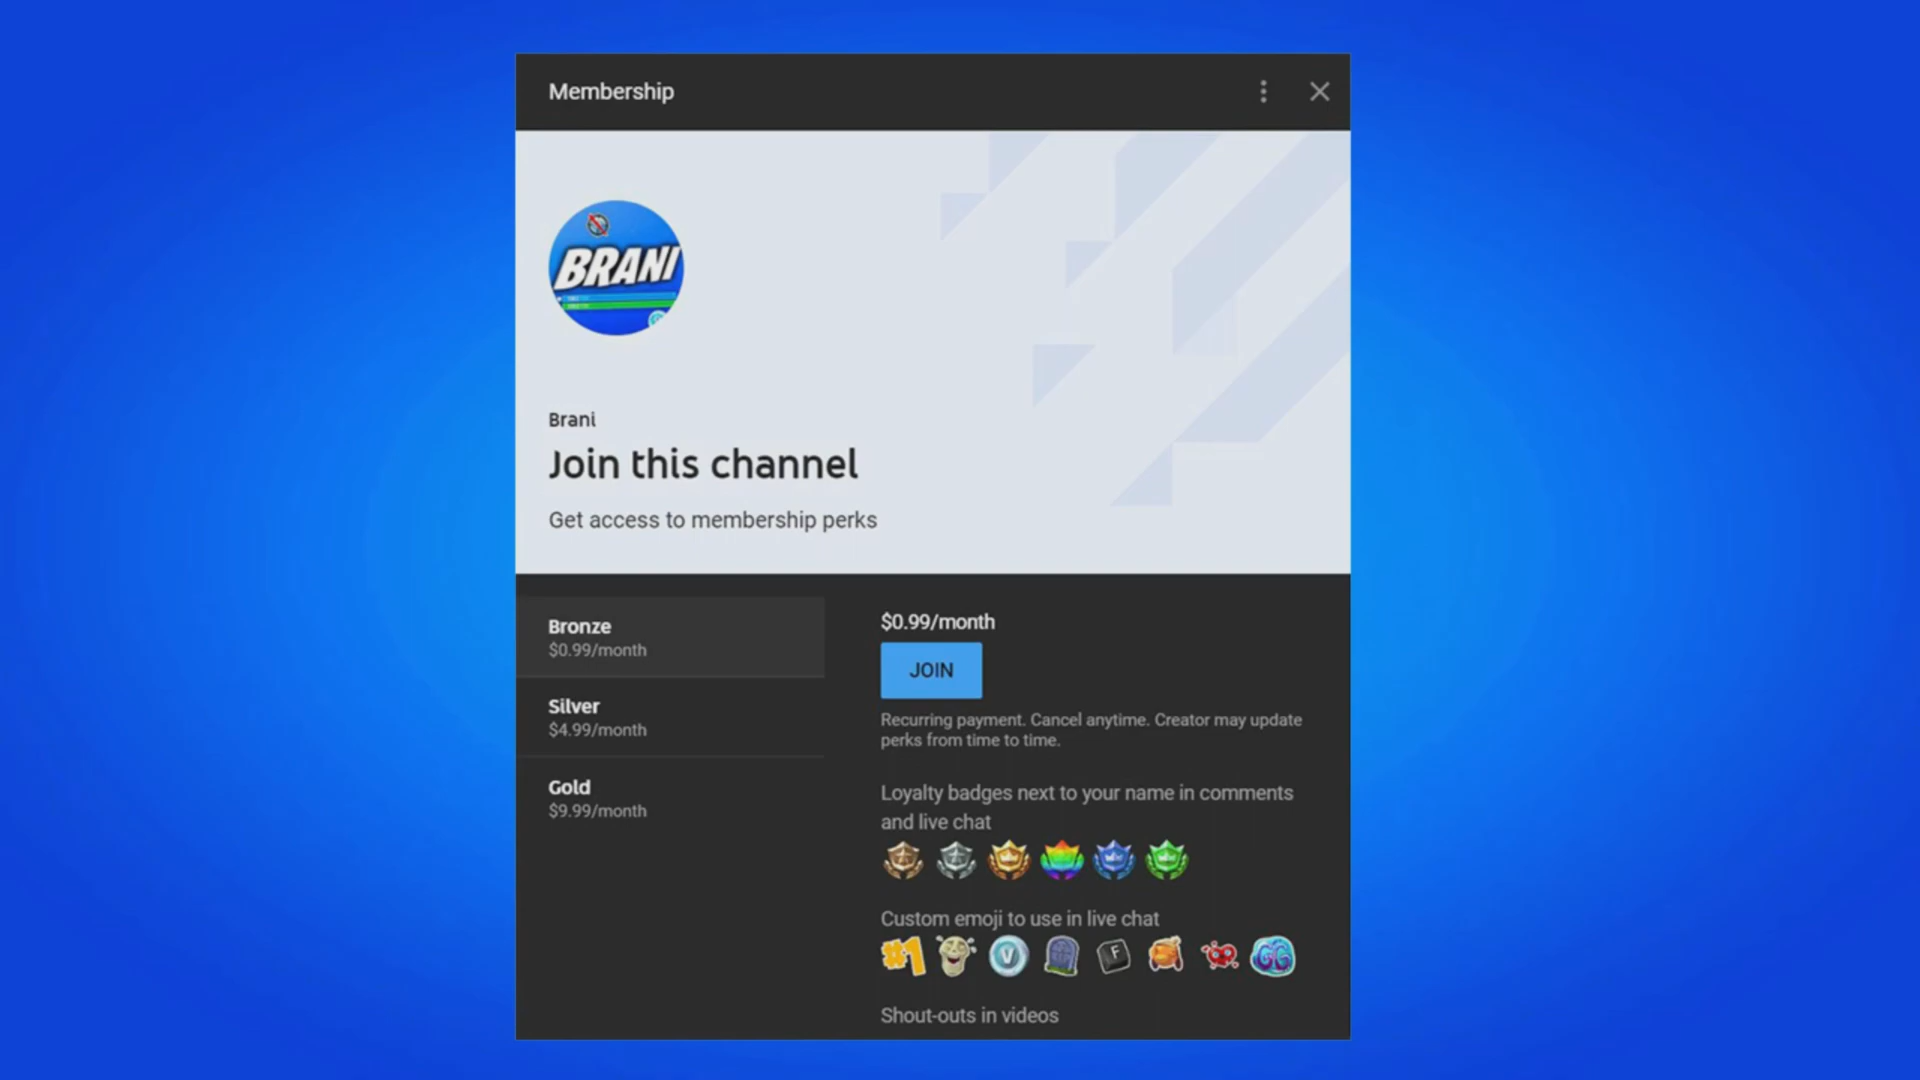 Membership
BRANI
Brani
Join this channel
Get access to membership perks
Bronze
$0.99/month
Silver
$4.99/month
Gold
$9.99/month
$0.99/month
JOIN
Recurring payment. Cancel anytime. Creator may update
perks from time to time.
Loyalty badges next to your name in comments
and live chat
Custom emoji to use in live chat
#1
V
RIP
F
GG
Shout-outs in videos